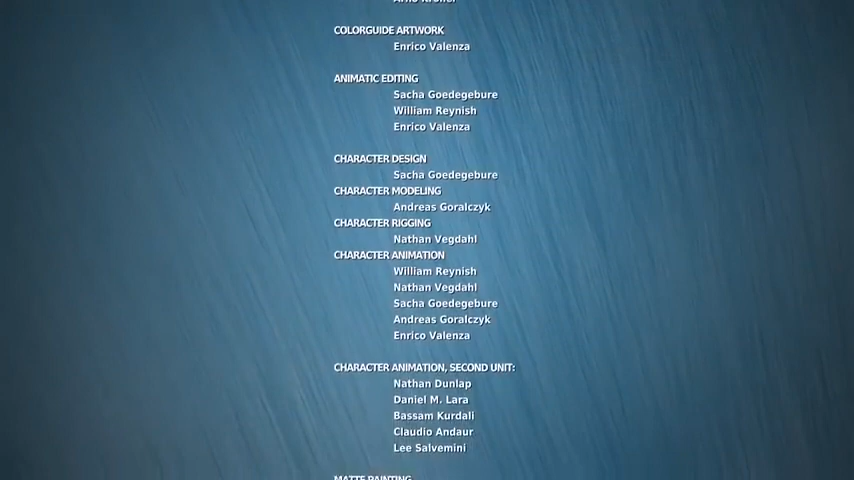 COLORGUIDE ARTWORK
Enrico Valenza
ANIMATIC EDITING
Sacha Goedegebure
William Reynish
Enrico Valenza
CHARACTER DESIGN
Sacha Goedegebure
CHARACTER MODELING
Andreas Goralczyk
CHARACTER RIGGING
Nathan Vegdahl
CHARACTER ANIMATION
William Reynish
Nathan Vegdahl
Sacha Goedegebure
Andreas Goralczyk
Enrico Valenza
CHARACTER ANIMATION, SECOND UNIT:
Nathan Dunlap
Daniel M. Lara
Bassam Kurdali
Claudio Andaur
Lee Salvemini
MATTE PAINTING